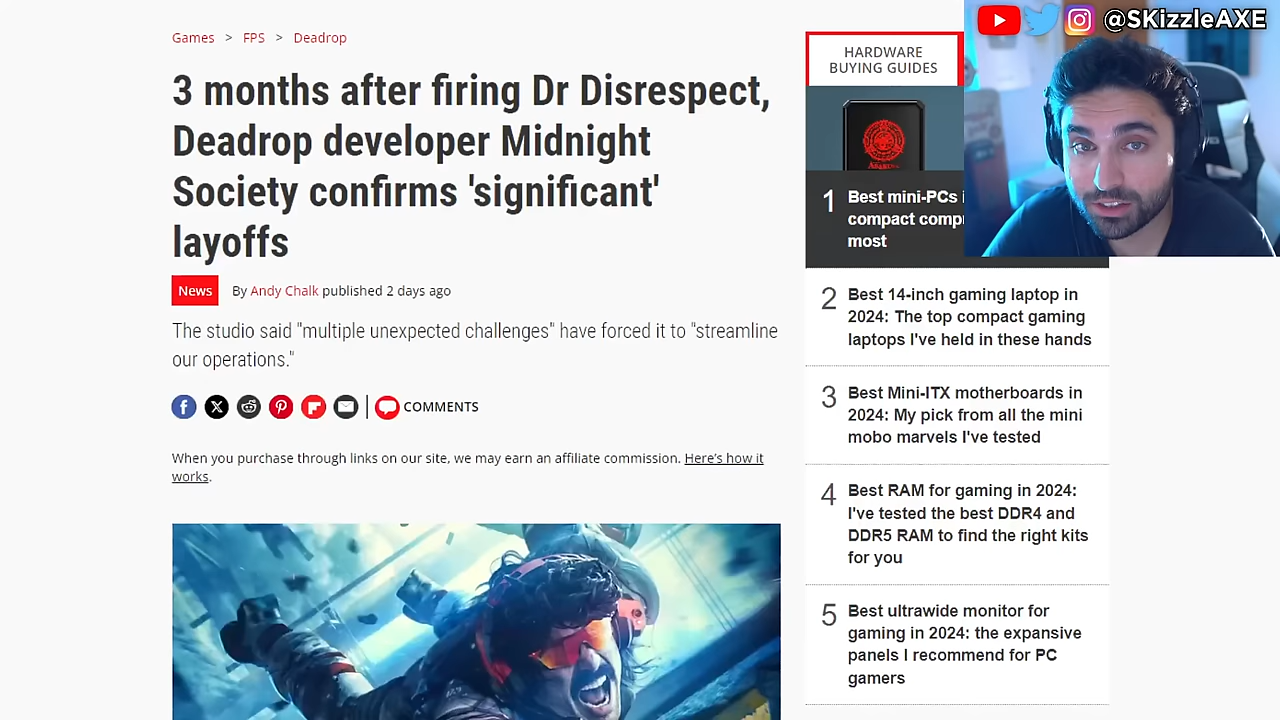 @SKizzleAXE
Games > FPS > Deadrop
3 months after firing Dr Disrespect,
Deadrop developer Midnight
Society confirms 'significant'
layoffs
News By Andy Chalk published 2 days ago
The studio said "multiple unexpected challenges" have forced it to "streamline
our operations."
COMMENTS
When you purchase through links on our site, we may earn an affiliate commission. Here's how it
works.
HARDWARE
BUYING GUIDES
1 Best mini-PCs
compact
most
2 Best 14-inch gaming laptop in
2024: The top compact gaming
laptops I've held in these hands
3 Best Mini-ITX motherboards in
2024: My pick from all the mini
mobo marvels I've tested
4 Best RAM for gaming in 2024:
I've tested the best DDR4 and
DDR5 RAM to find the right kits
for you
5 Best ultrawide monitor for
gaming in 2024: the expansive
panels I recommend for PC
gamers